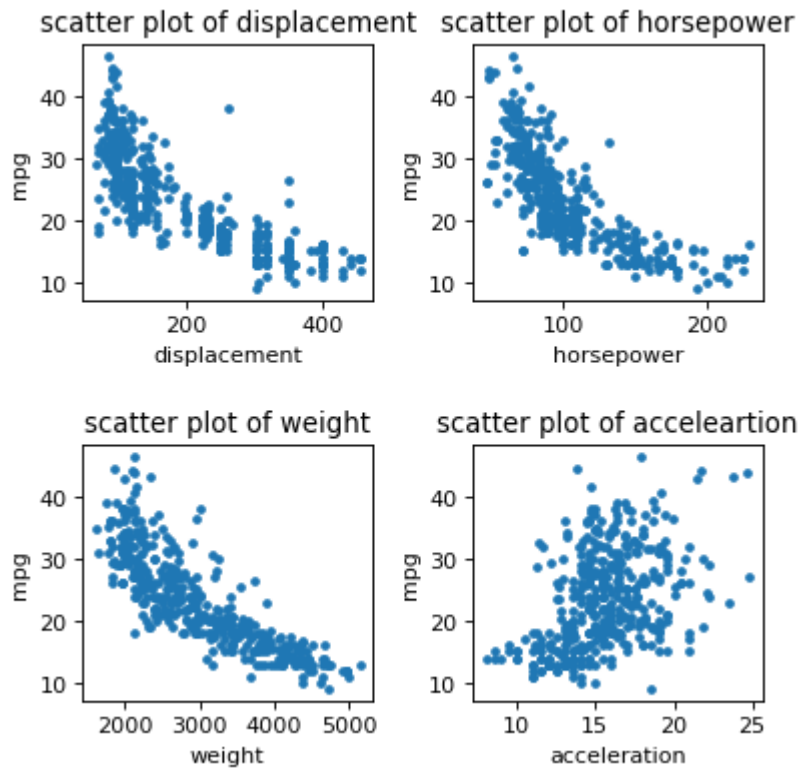 scatter plot of displacement
scatter plot of horsepower
mpg
40
30
20
10
200
400
displacement
mpg
40
30
20
10
100
200
horsepower
scatter plot of weight
scatter plot of acceleartion
mpg
40
30
20
10
2000
3000
4000
5000
weight
mpg
40
30
20
10
10
15
20
25
acceleration